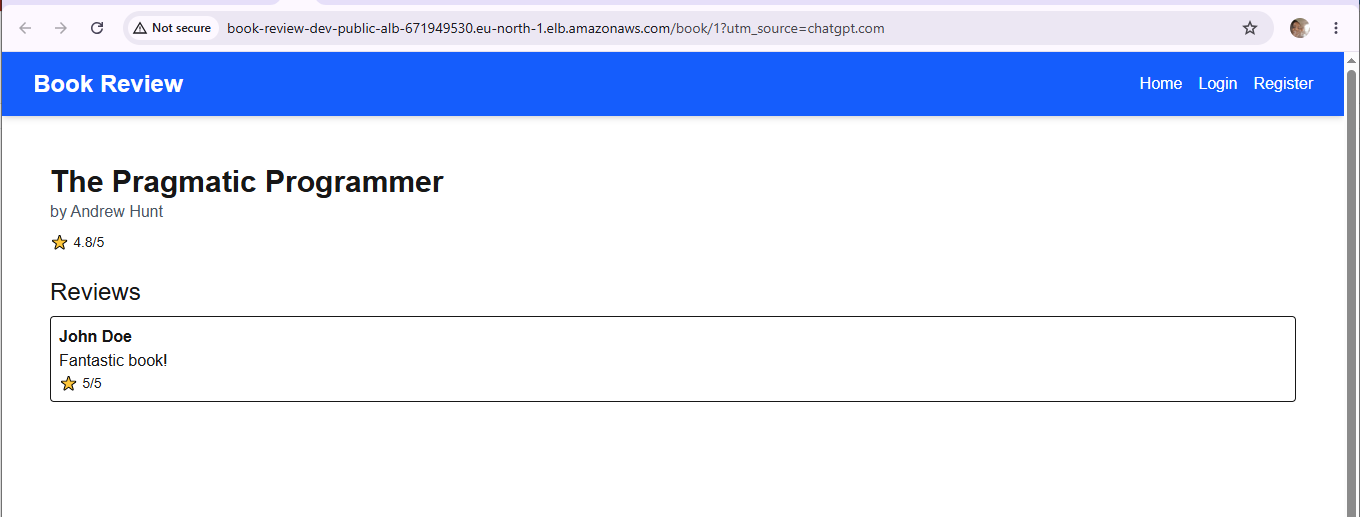 Not secure
book-review-dev-public-alb-671949530.eu-north-1.elb.amazonaws.com/book/1?utm_source=chatgpt.com
Book Review
Home Login Register
The Pragmatic Programmer
by Andrew Hunt
4.8/5
Reviews
John Doe
Fantastic book!
5/5